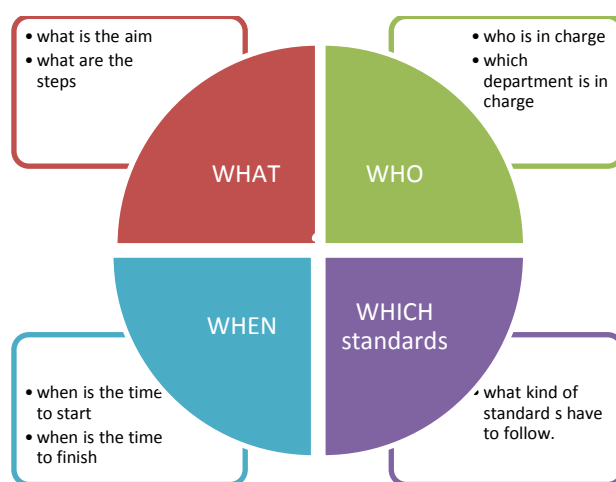 • what is the aim
• what are the
steps
• who is in charge
• which
department is in
charge
WHAT
WHO
WHEN
WHICH
standards
• when is the time
to start
• when is the time
to finish
• what kind of
standard s have
to follow.